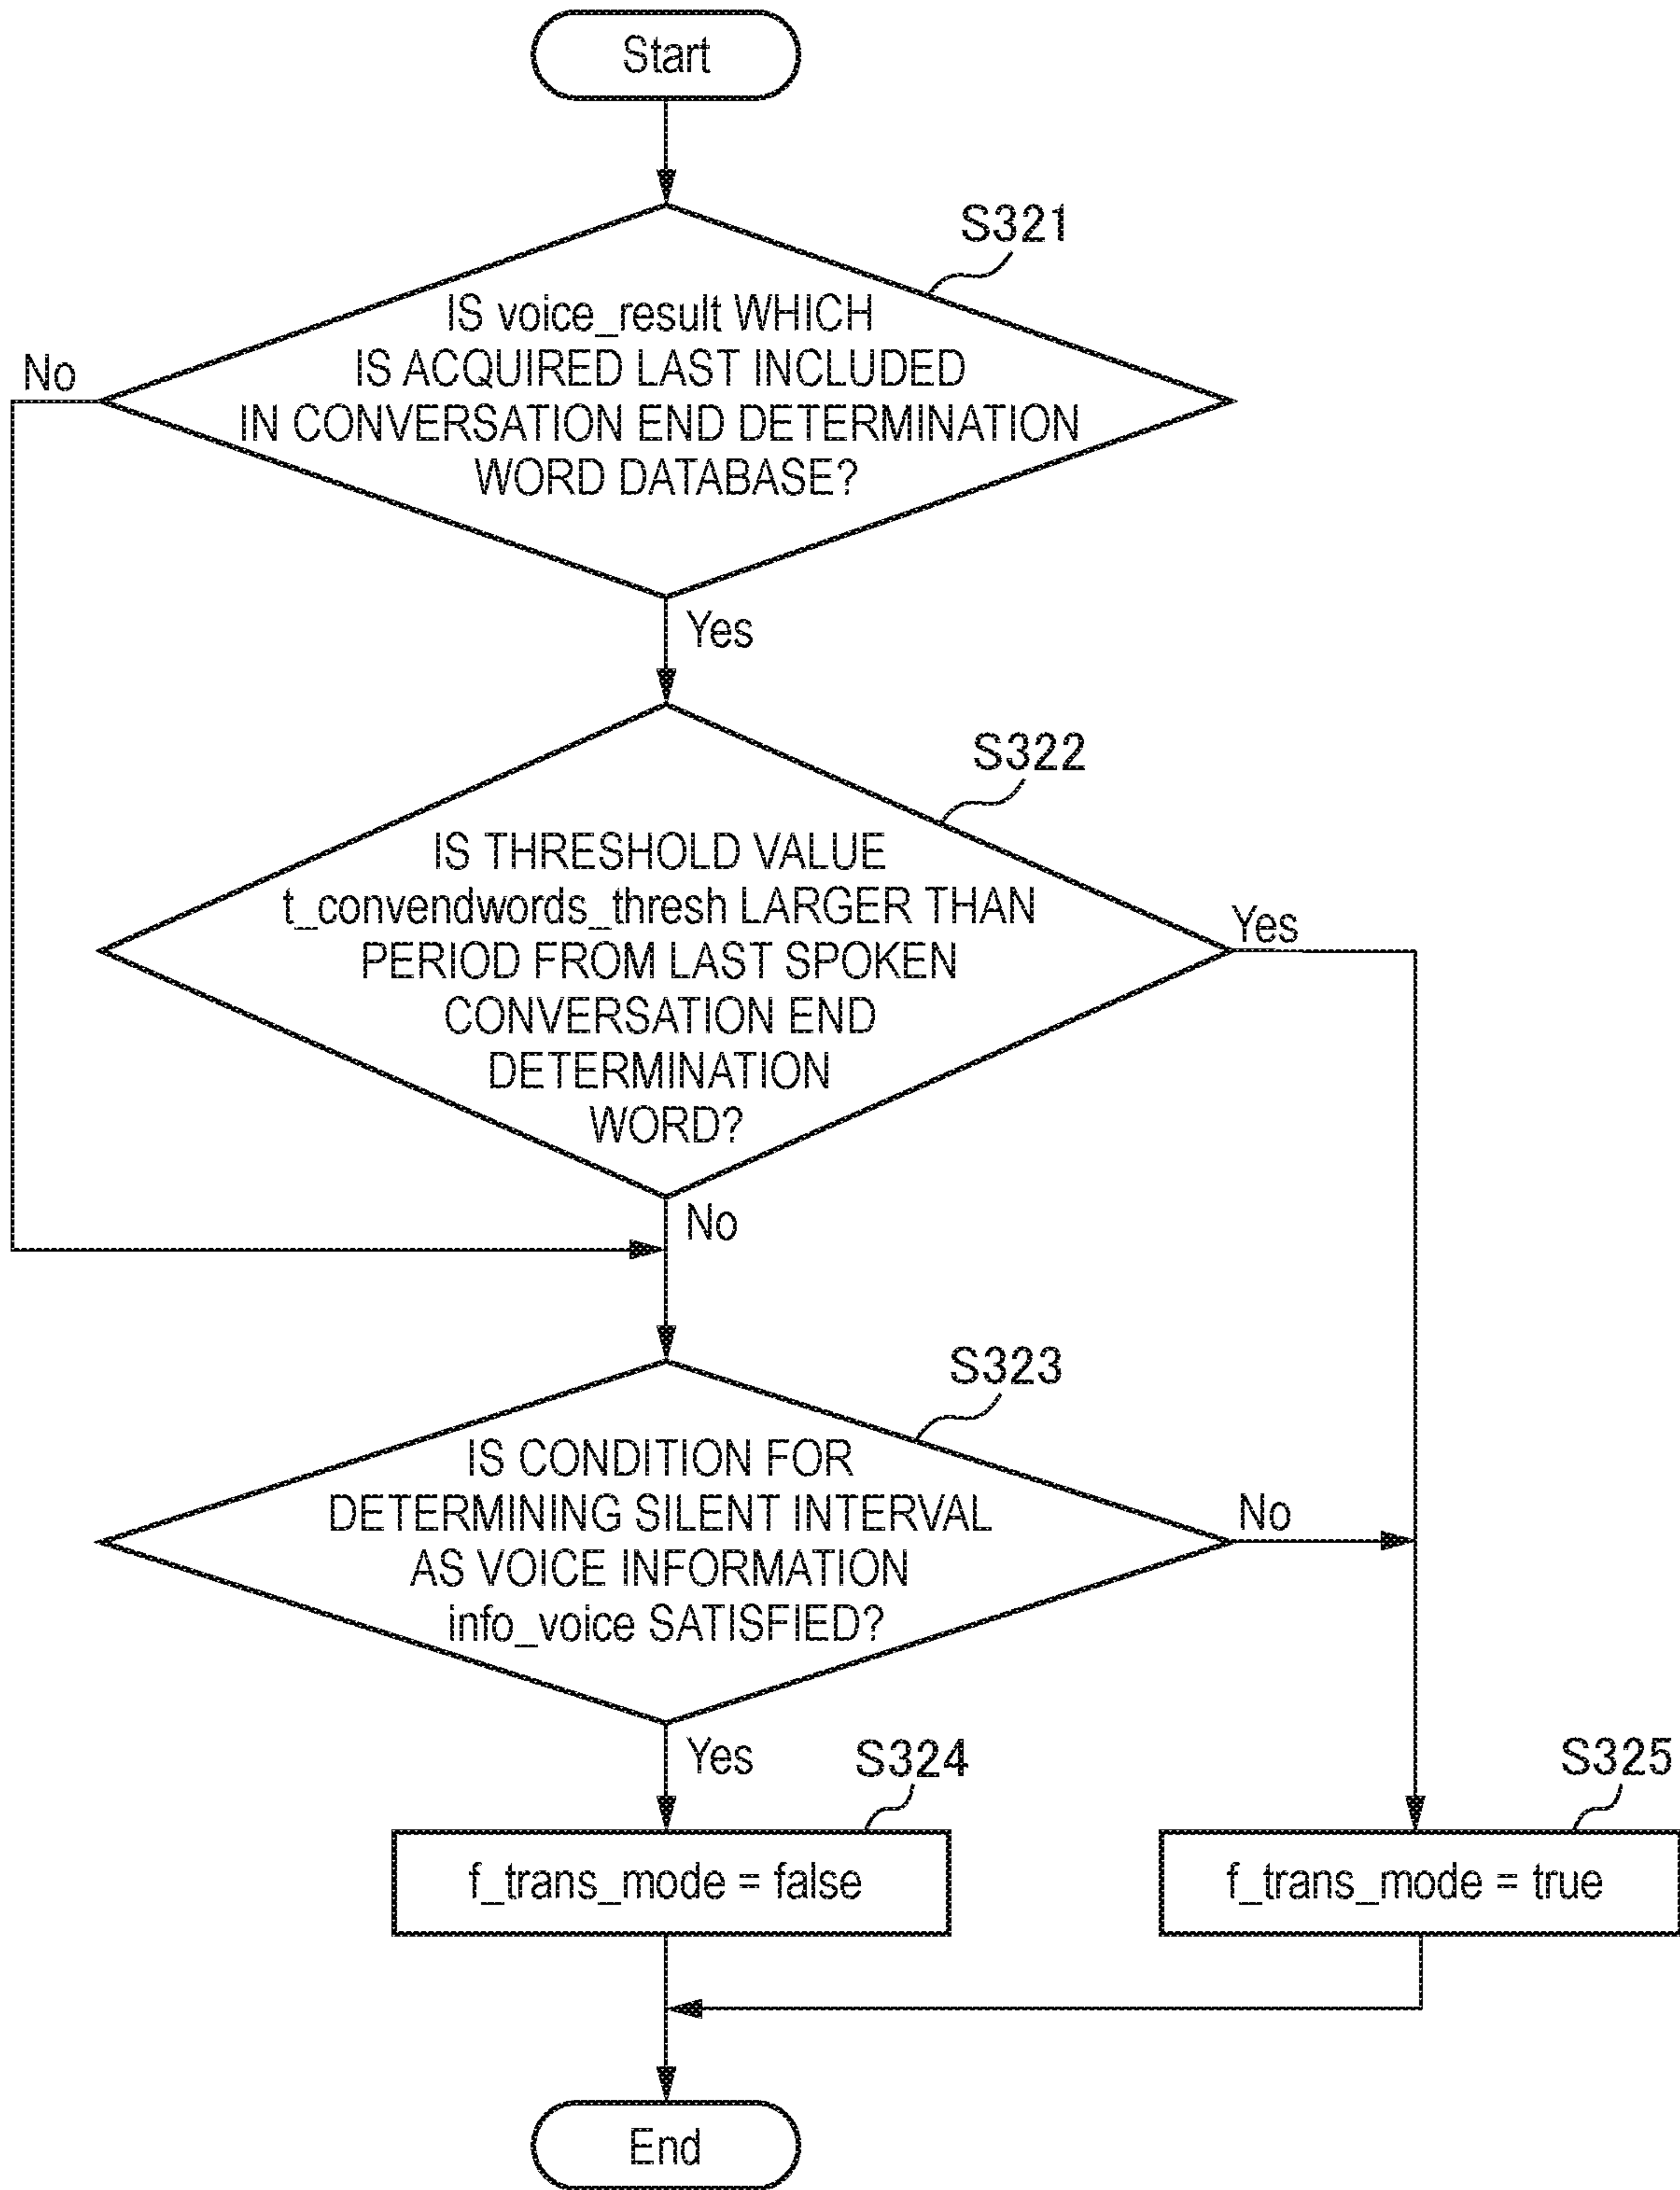 Start
S321
IS voice_result WHICH
IS ACQUIRED LAST INCLUDED
IN CONVERSATION END DETERMINATION
WORD DATABASE?
No
Yes
S322
IS THRESHOLD VALUE
t_convendwords_thresh LARGER THAN
PERIOD FROM LAST SPOKEN
CONVERSATION END
DETERMINATION
WORD?
Yes
No
S323
IS CONDITION FOR
DETERMINING SILENT INTERVAL
AS VOICE INFORMATION
info_voice SATISFIED?
No
Yes
S324
f_trans_mode = false
S325
f_trans_mode = true
End